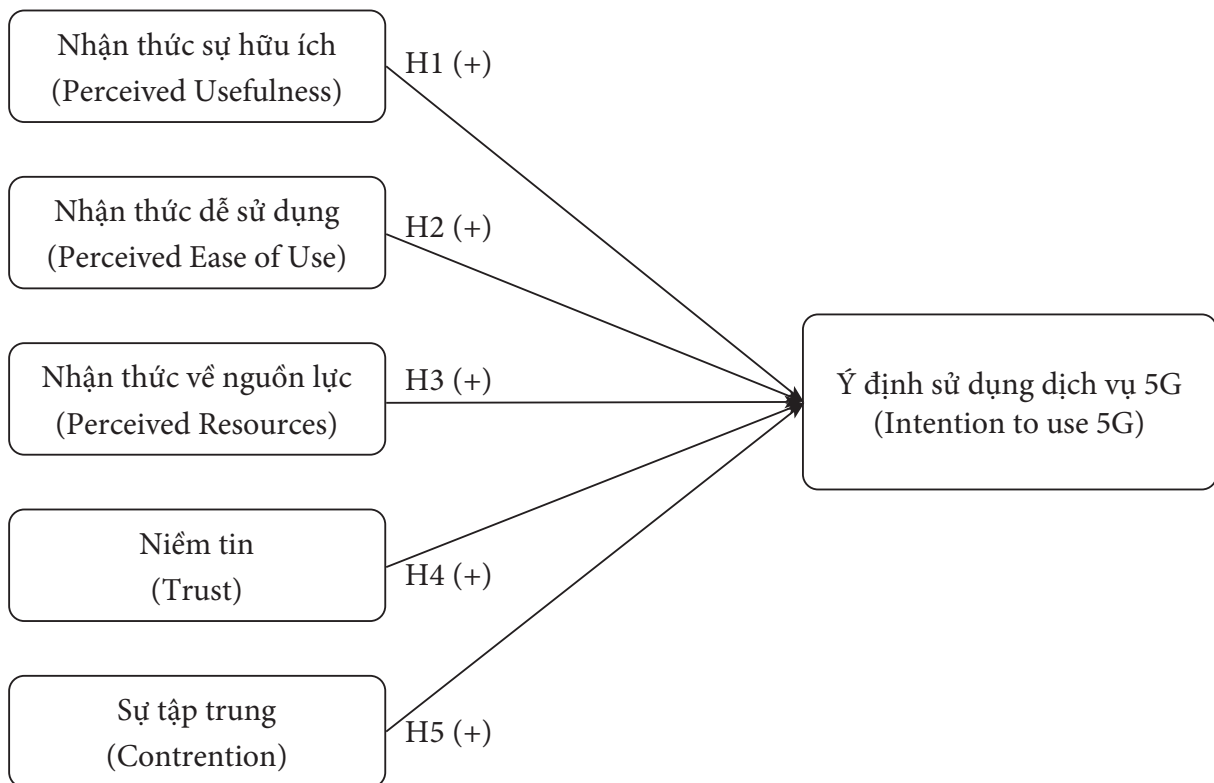 Nhận thức sự hữu ích
(Perceived Usefulness)
H1 (+)
Nhận thức dễ sử dụng
(Perceived Ease of Use)
H2 (+)
Nhận thức về nguồn lực
(Perceived Resources)
H3 (+)
Ý định sử dụng dịch vụ 5G
(Intention to use 5G)
Niềm tin
(Trust)
H4 (+)
Sự tập trung
(Contrention)
H5 (+)